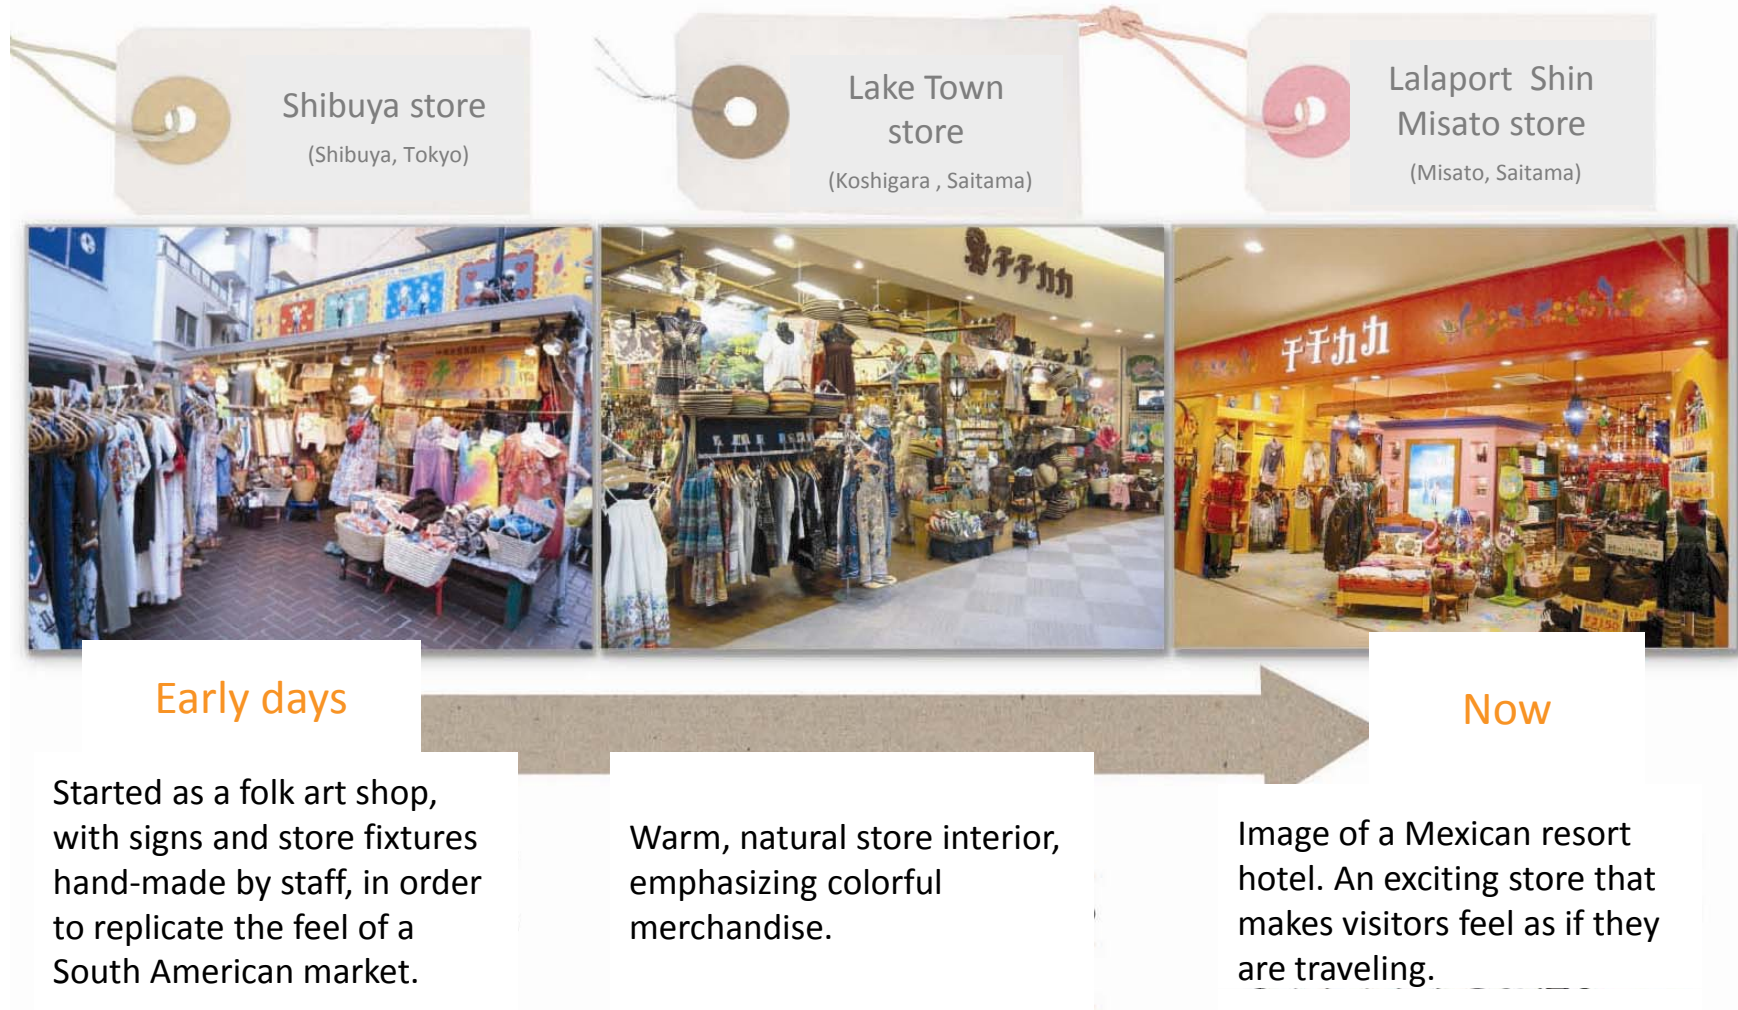 Shibuya store
(Shibuya, Tokyo)
Lake Town
store
(Koshigara , Saitama)
Lalaport Shin
Misato store
(Misato, Saitama)
チチカカ
チチカカ
Early days
Now
Started as a folk art shop,
with signs and store fixtures
hand-made by staff, in order
to replicate the feel of a
South American market.
Warm, natural store interior,
emphasizing colorful
merchandise.
Image of a Mexican resort
hotel. An exciting store that
makes visitors feel as if they
are traveling.